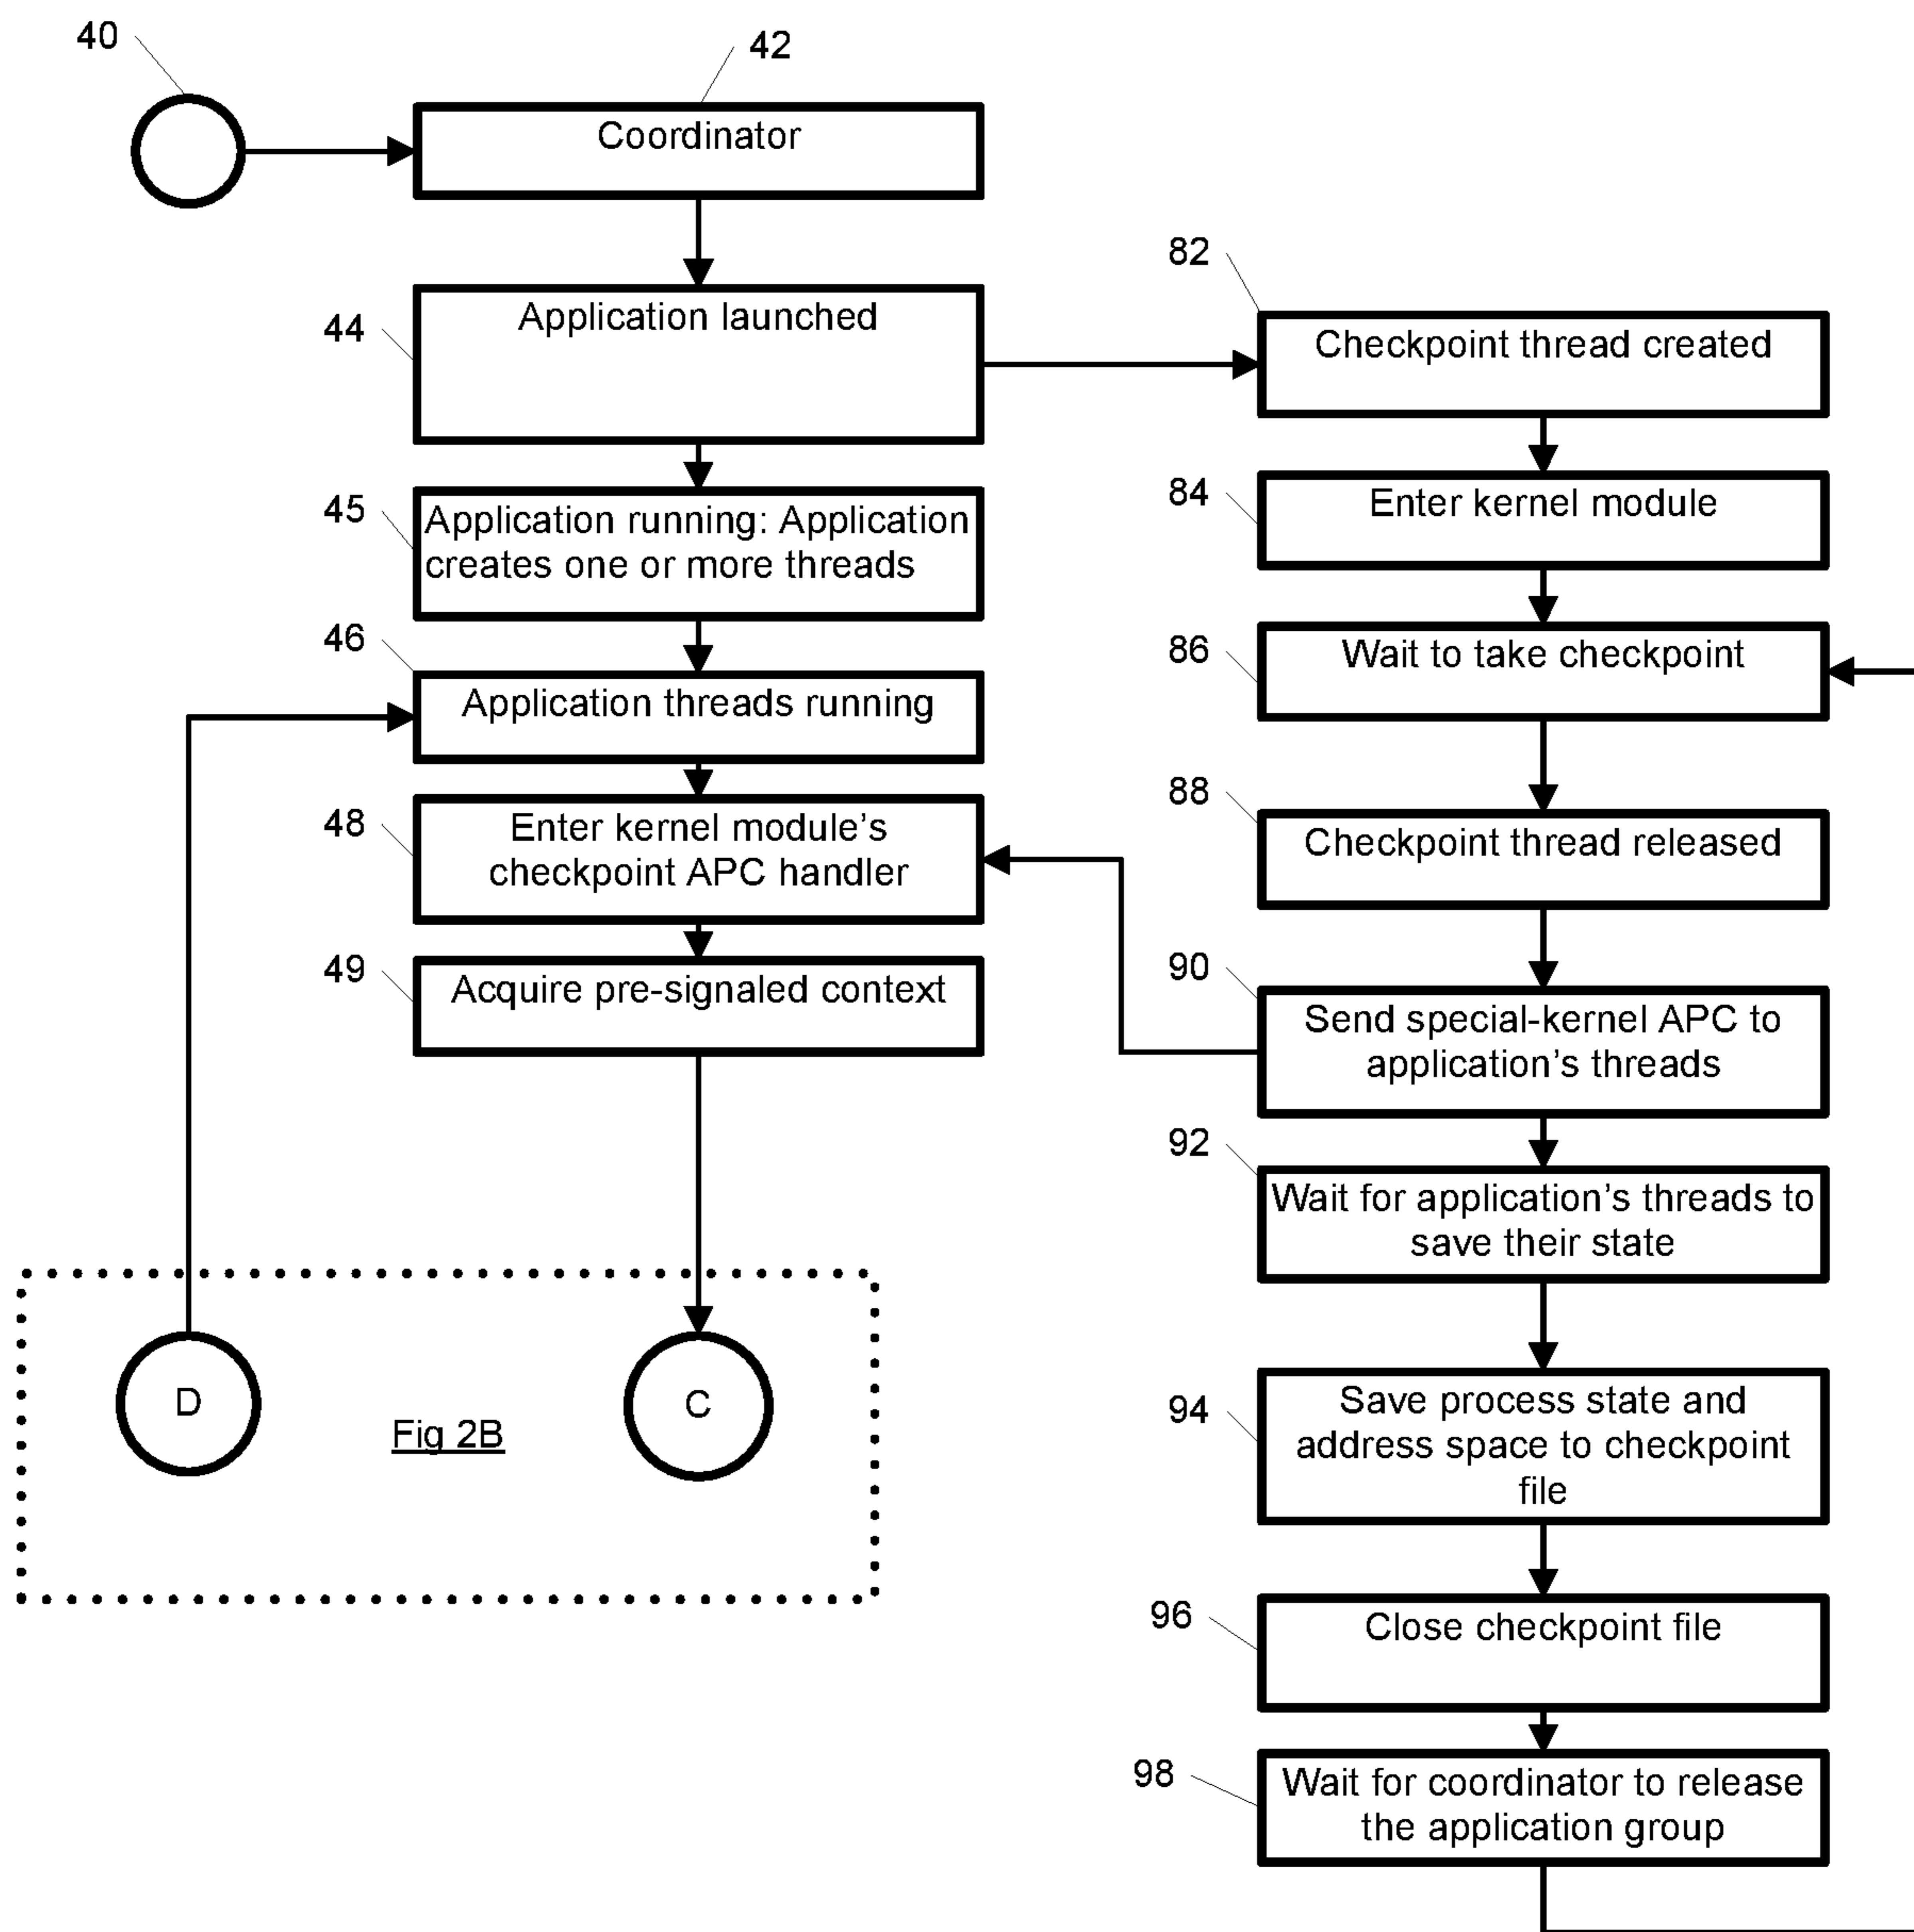 40
42
Coordinator
44
Application launched
45
Application running: Application
creates one or more threads
46
Application threads running
48
Enter kernel module’s
checkpoint APC handler
49
Acquire pre-signaled context
D
Fig 2B
C
82
Checkpoint thread created
84
Enter kernel module
86
Wait to take checkpoint
88
Checkpoint thread released
90
Send special-kernel APC to
application’s threads
92
Wait for application’s threads to
save their state
94
Save process state and
address space to checkpoint
file
96
Close checkpoint file
98
Wait for coordinator to release
the application group